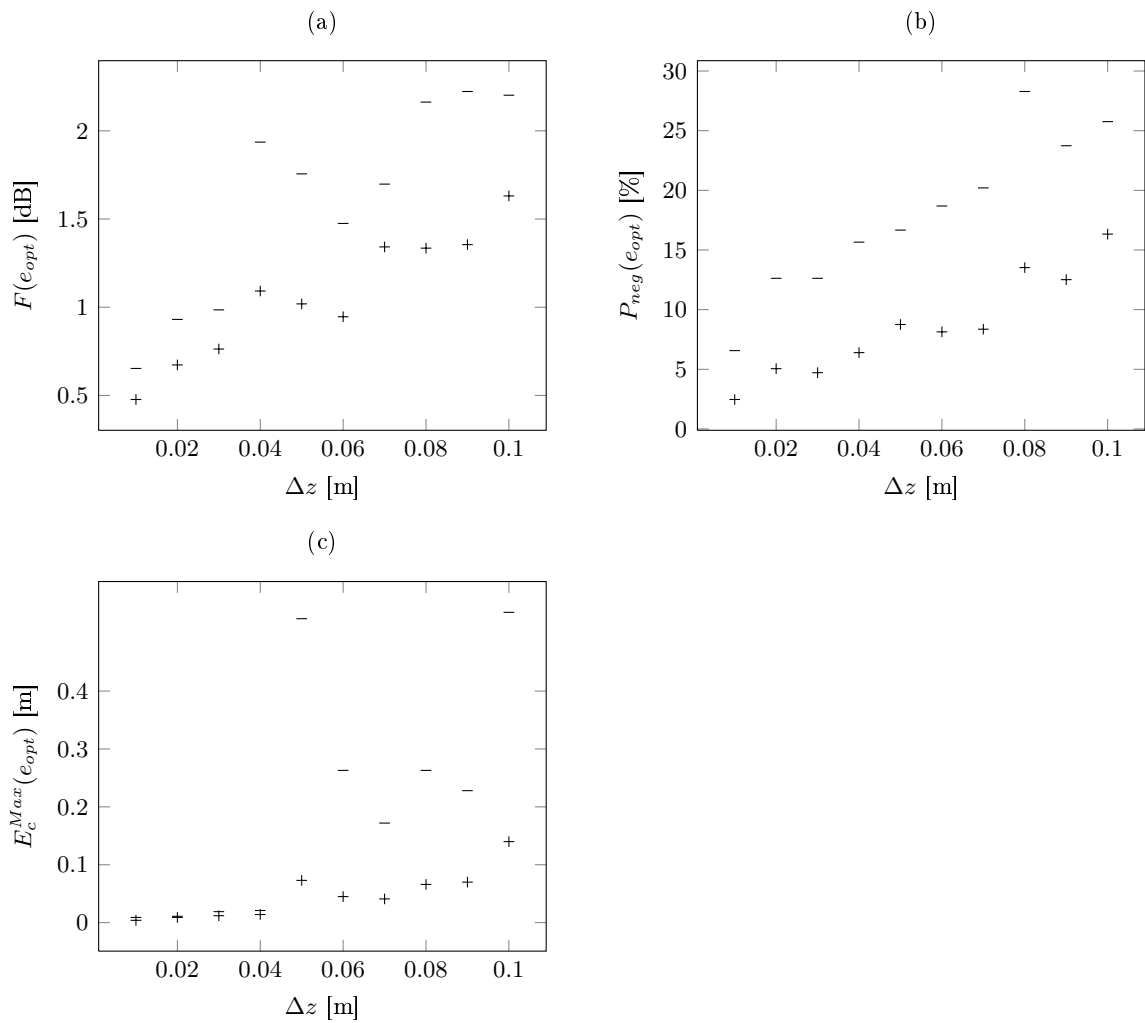 (a)
2
1.5
1
0.5
F(e_{opt}) [dB]
0.02 0.04 0.06 0.08 0.1
Δz [m]
(b)
30
25
20
15
10
5
0
P_{neg}(e_{opt}) [%]
0.02 0.04 0.06 0.08 0.1
Δz [m]
(c)
0.4
0.3
0.2
0.1
0
E_c^{Max}(e_{opt}) [m]
0.02 0.04 0.06 0.08 0.1
Δz [m]